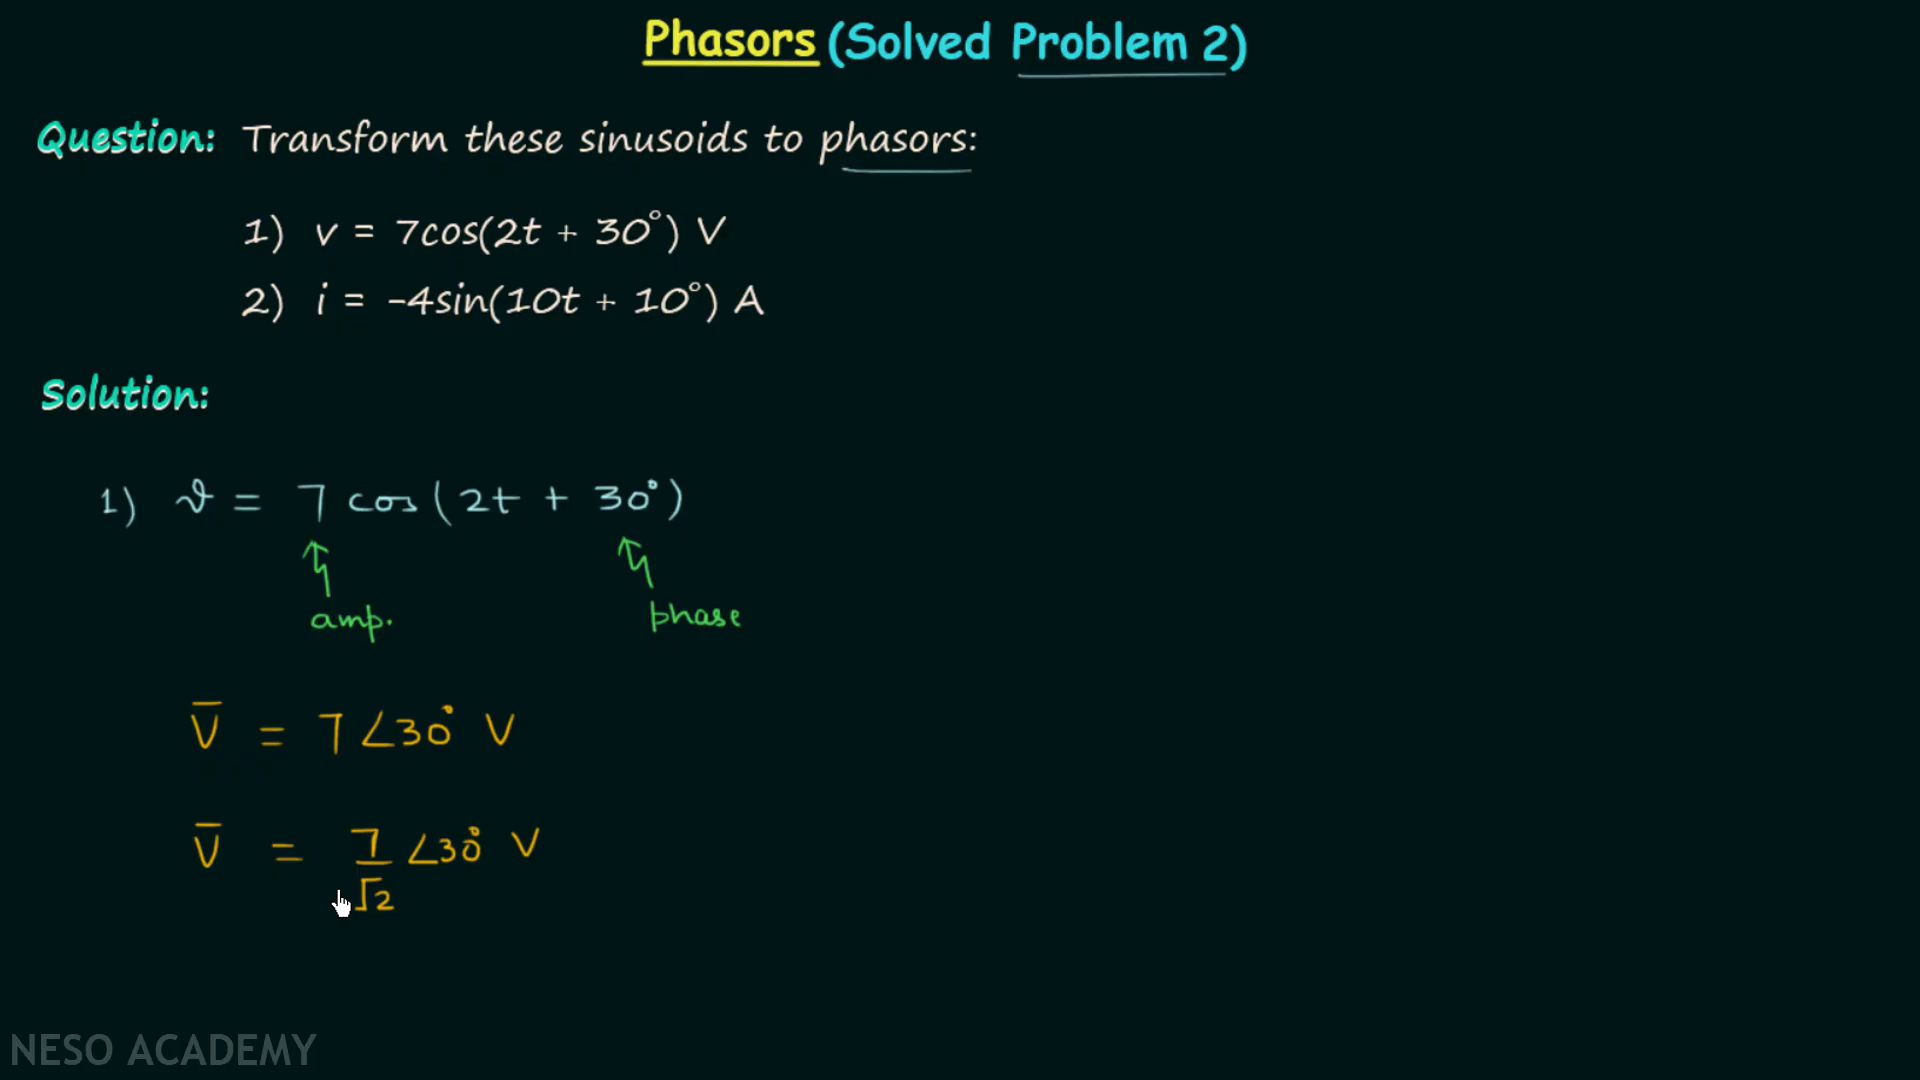 Phasors (Solved Problem 2)
Question: Transform these sinusoids to phasors:
1) v = 7cos(2t + 30°) V
2) i = -4sin(10t + 10°) A
Solution:
1) v = 7 cos(2t + 30°)
amp. phase
V̅ = 7 ∠30° V
V̅ = 7/√2 ∠30° V
NESO ACADEMY